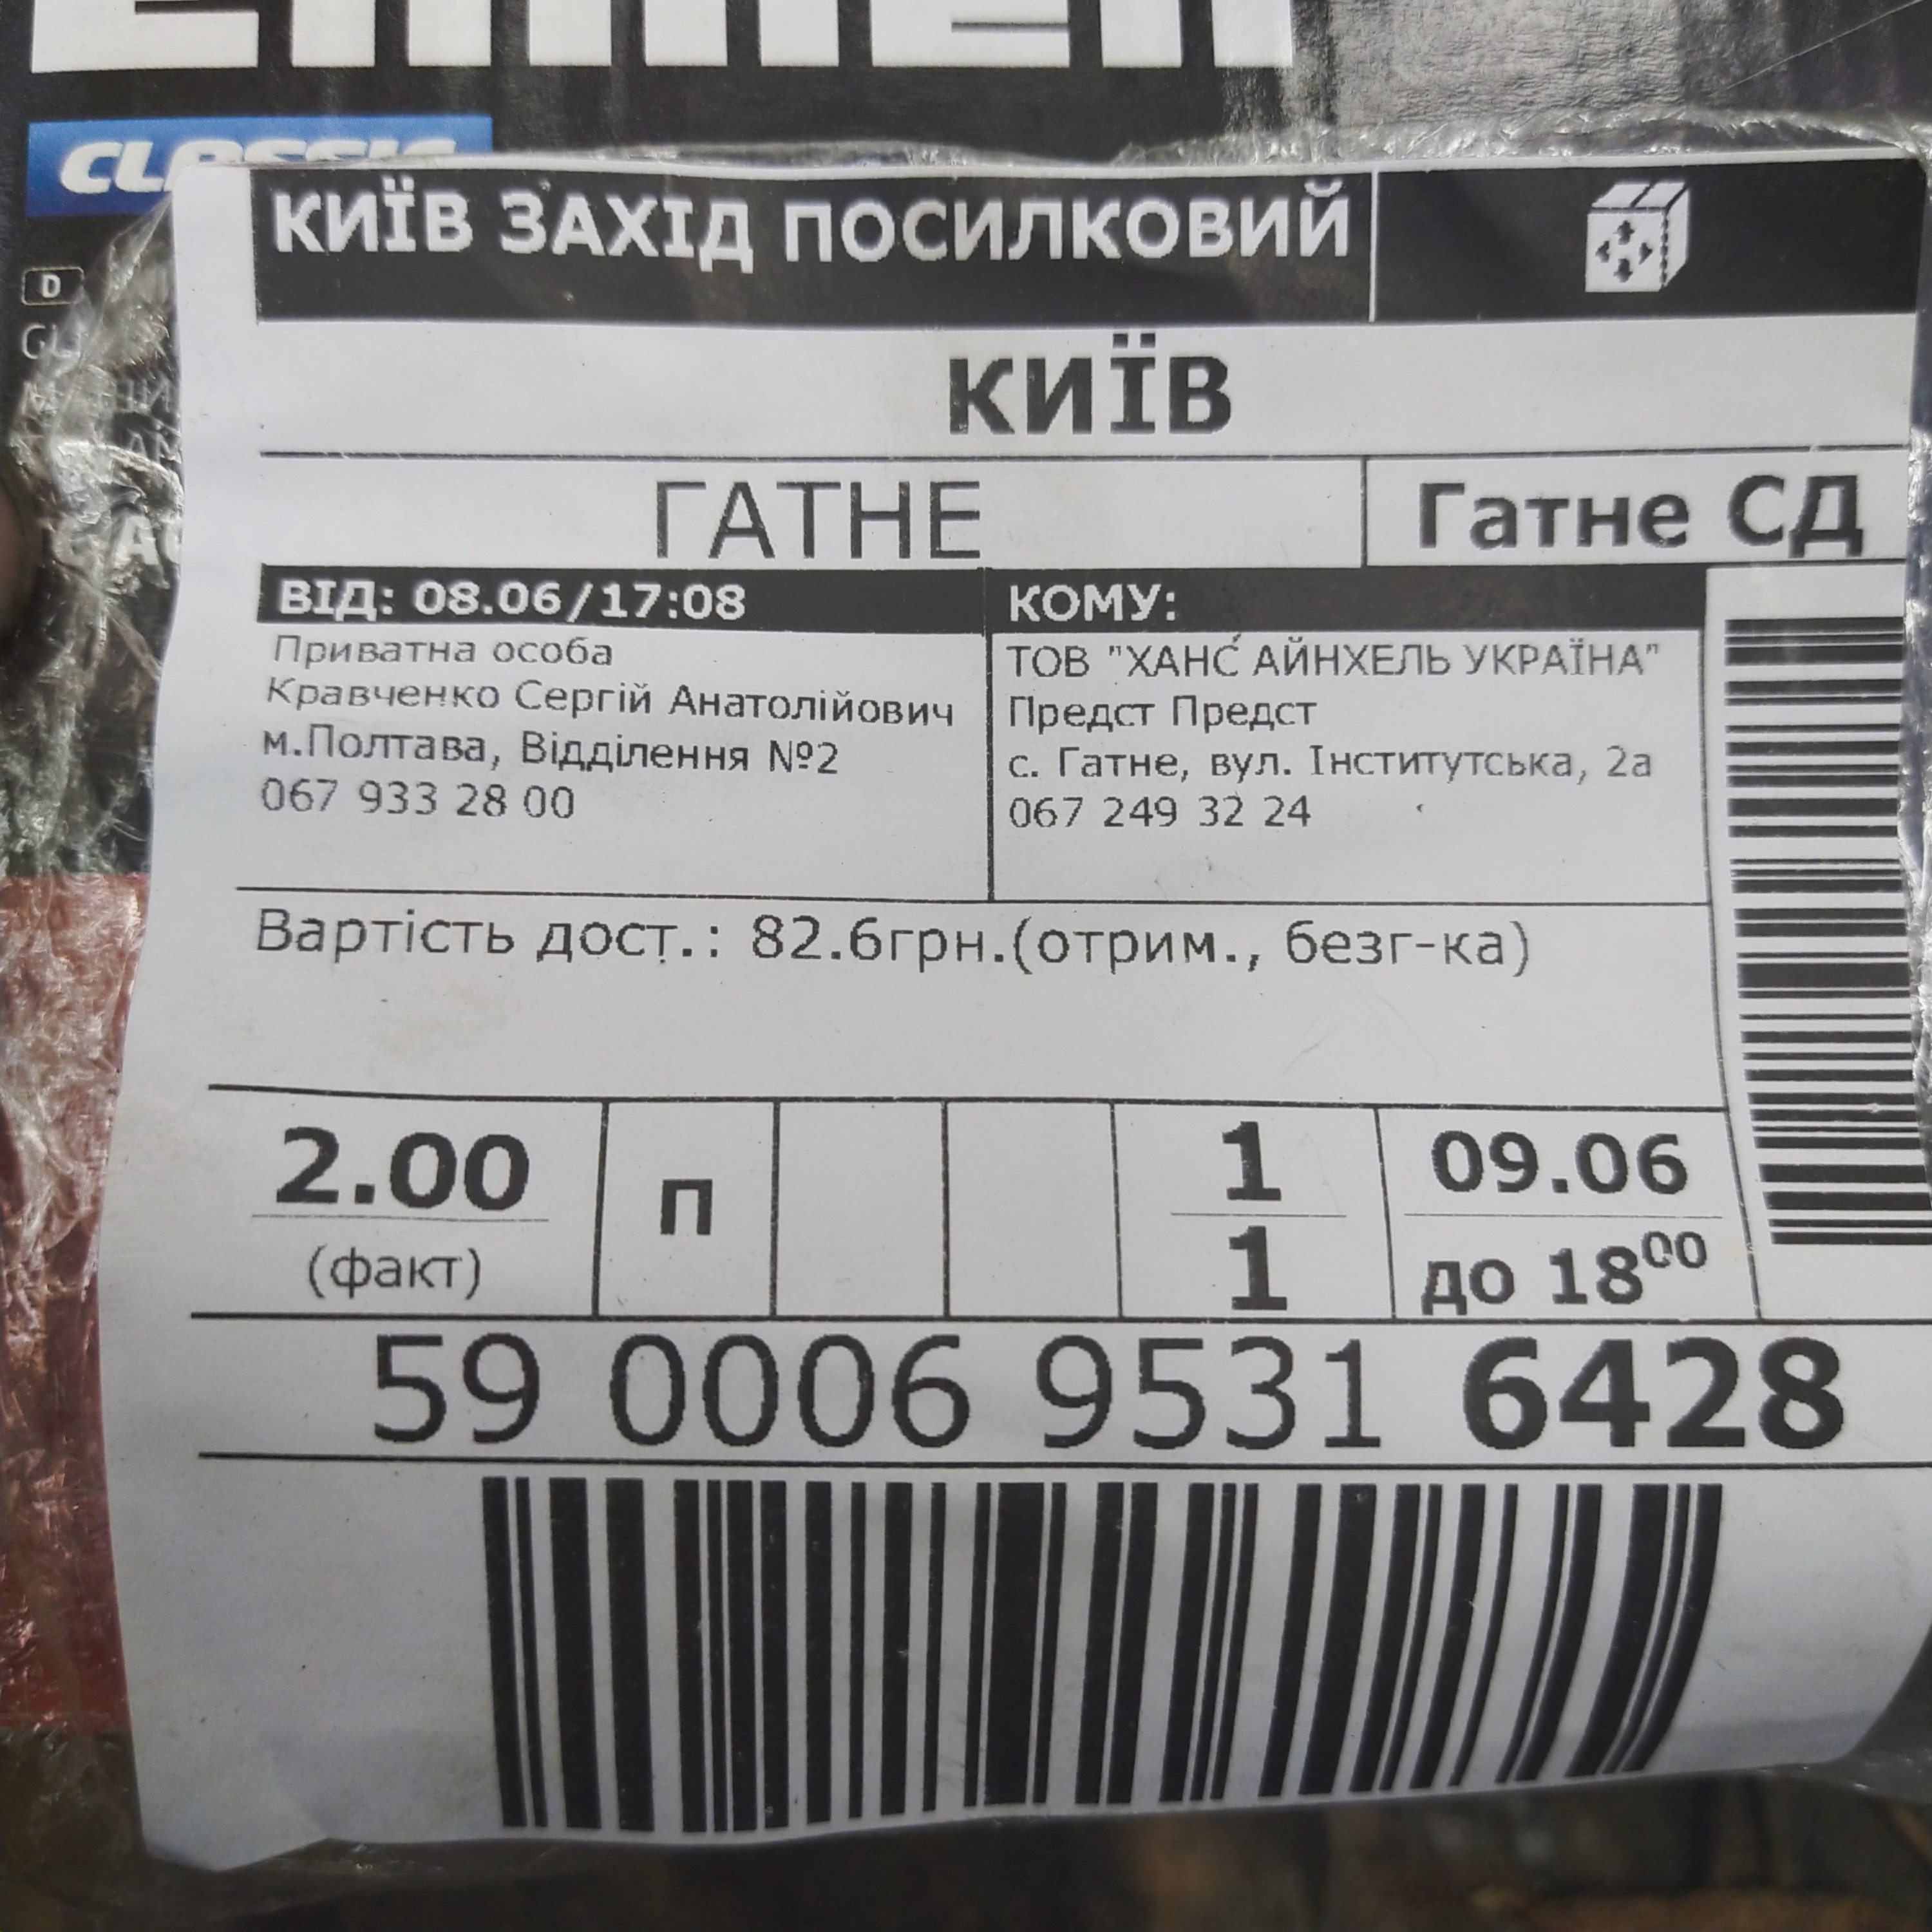 CLASSIC
D
КИЇВ ЗАХІД ПОСИЛКОВИЙ
КИЇВ
ГАТНЕ
Гатне СД
ВІД: 08.06/17:08
Приватна особа
Кравченко Сергій Анатолійович
м.Полтава, Відділення №2
067 933 28 00
КОМУ:
ТОВ "ХАНС АЙНХЕЛЬ УКРАЇНА"
Предст Предст
с. Гатне, вул. Інститутська, 2а
067 249 32 24
Вартість дост.: 82.6грн.(отрим., безг-ка)
2.00
(факт)
П
1
1
09.06
до 18⁰⁰
59 0006 9531 6428